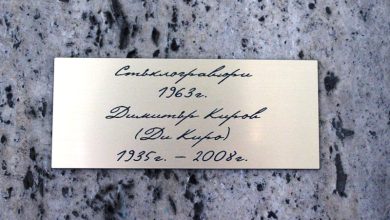 Стъклогравюри
1963г.
Димитър Киров
(Ди Киро)
1935г. – 2008г.